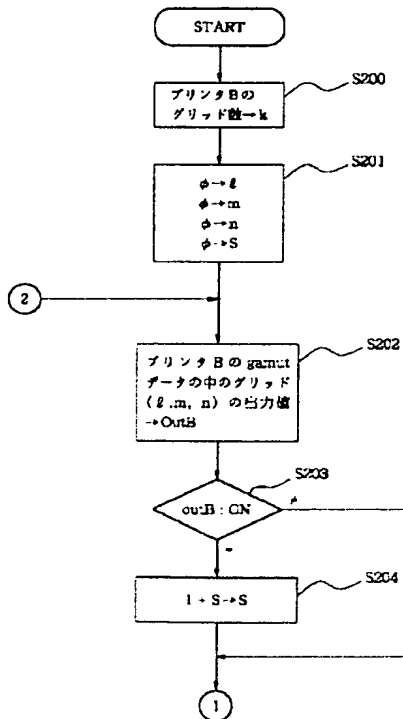 START
S200
プリンタBの
グリッド数→k
S201
φ→ℓ
φ→m
φ→n
φ→S
2
S202
プリンタBのgamut
データの中のグリッド
(ℓ.m, n)の出力値
→OutB
S203
outB : ON
≠
=
S204
1 + S→S
1